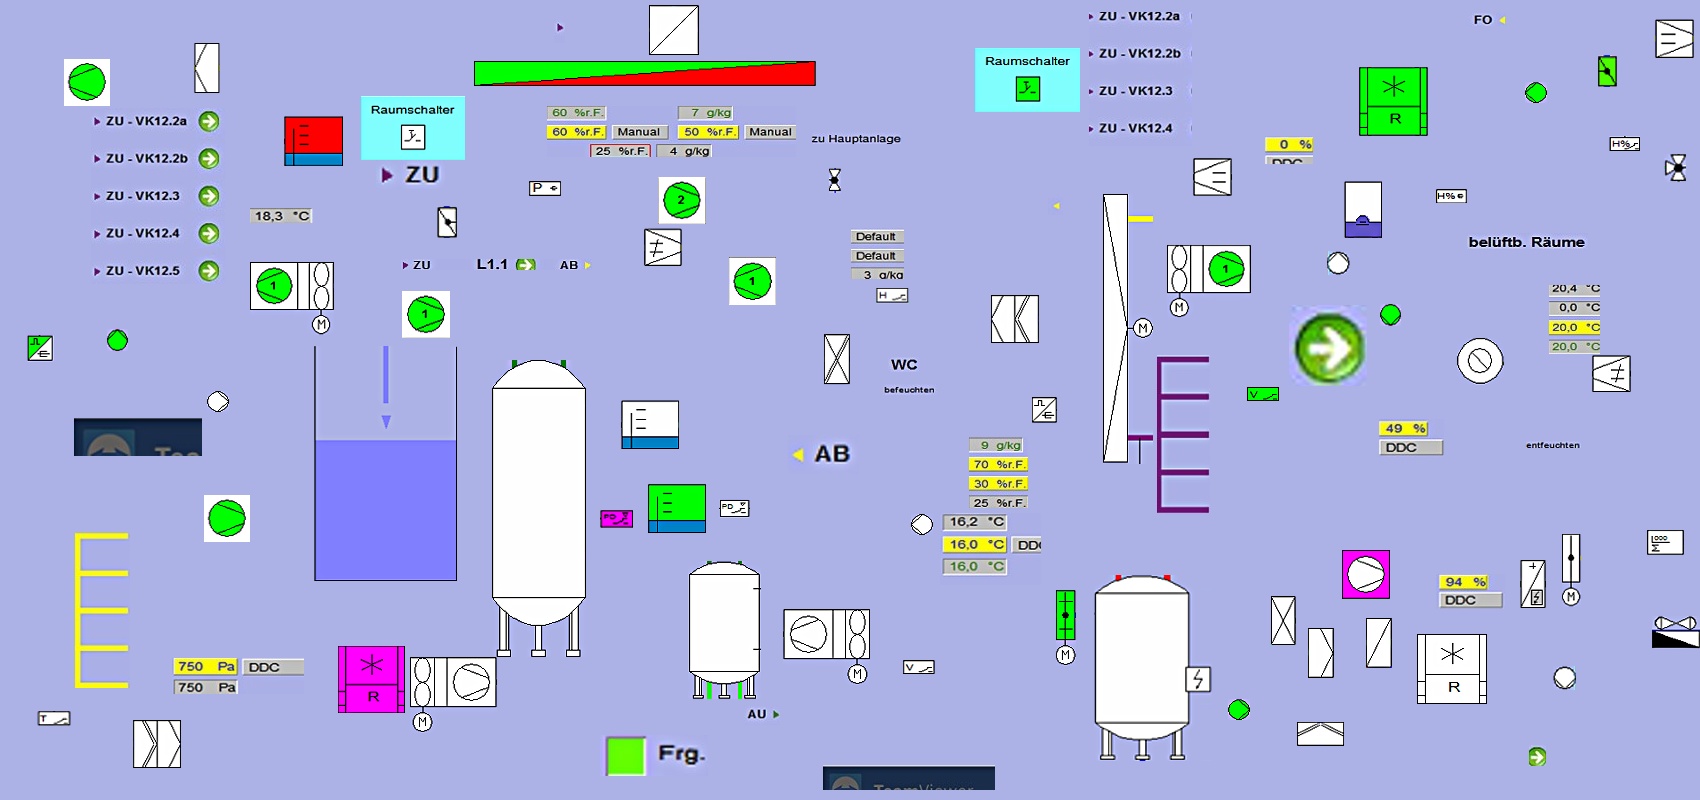 ZU - VK12.2a
FO
Raumschalter
ZU - VK12.2b
ZU - VK12.3
ZU - VK12.4
R
ZU - VK12.2a
ZU - VK12.2b
ZU - VK12.3
ZU - VK12.4
ZU - VK12.5
Raumschalter
ZU
60 %r.F. 7 g/kg
60 %r.F. Manual 50 %r.F. Manual
25 %r.F. 4 g/kg
zu Hauptanlage
0 %
DDC
H%
H%
P
2
18,3 °C
Default
Default
3 g/kg
H
belüftb. Räume
ZU L1.1 AB
1
M
1
1
1
M
M
20,4 °C
0,0 °C
20,0 °C
20,0 °C
WC
befeuchten
V
49 %
DDC
entfeuchten
AB
9 g/kg
70 %r.F.
30 %r.F.
25 %r.F.
16,2 °C
16,0 °C DDC
16,0 °C
PD
PD
1000
Σ
94 %
DDC
M
M
750 Pa DDC
750 Pa
R
M
M
V
R
T
AU
Frg.
TeamViewer